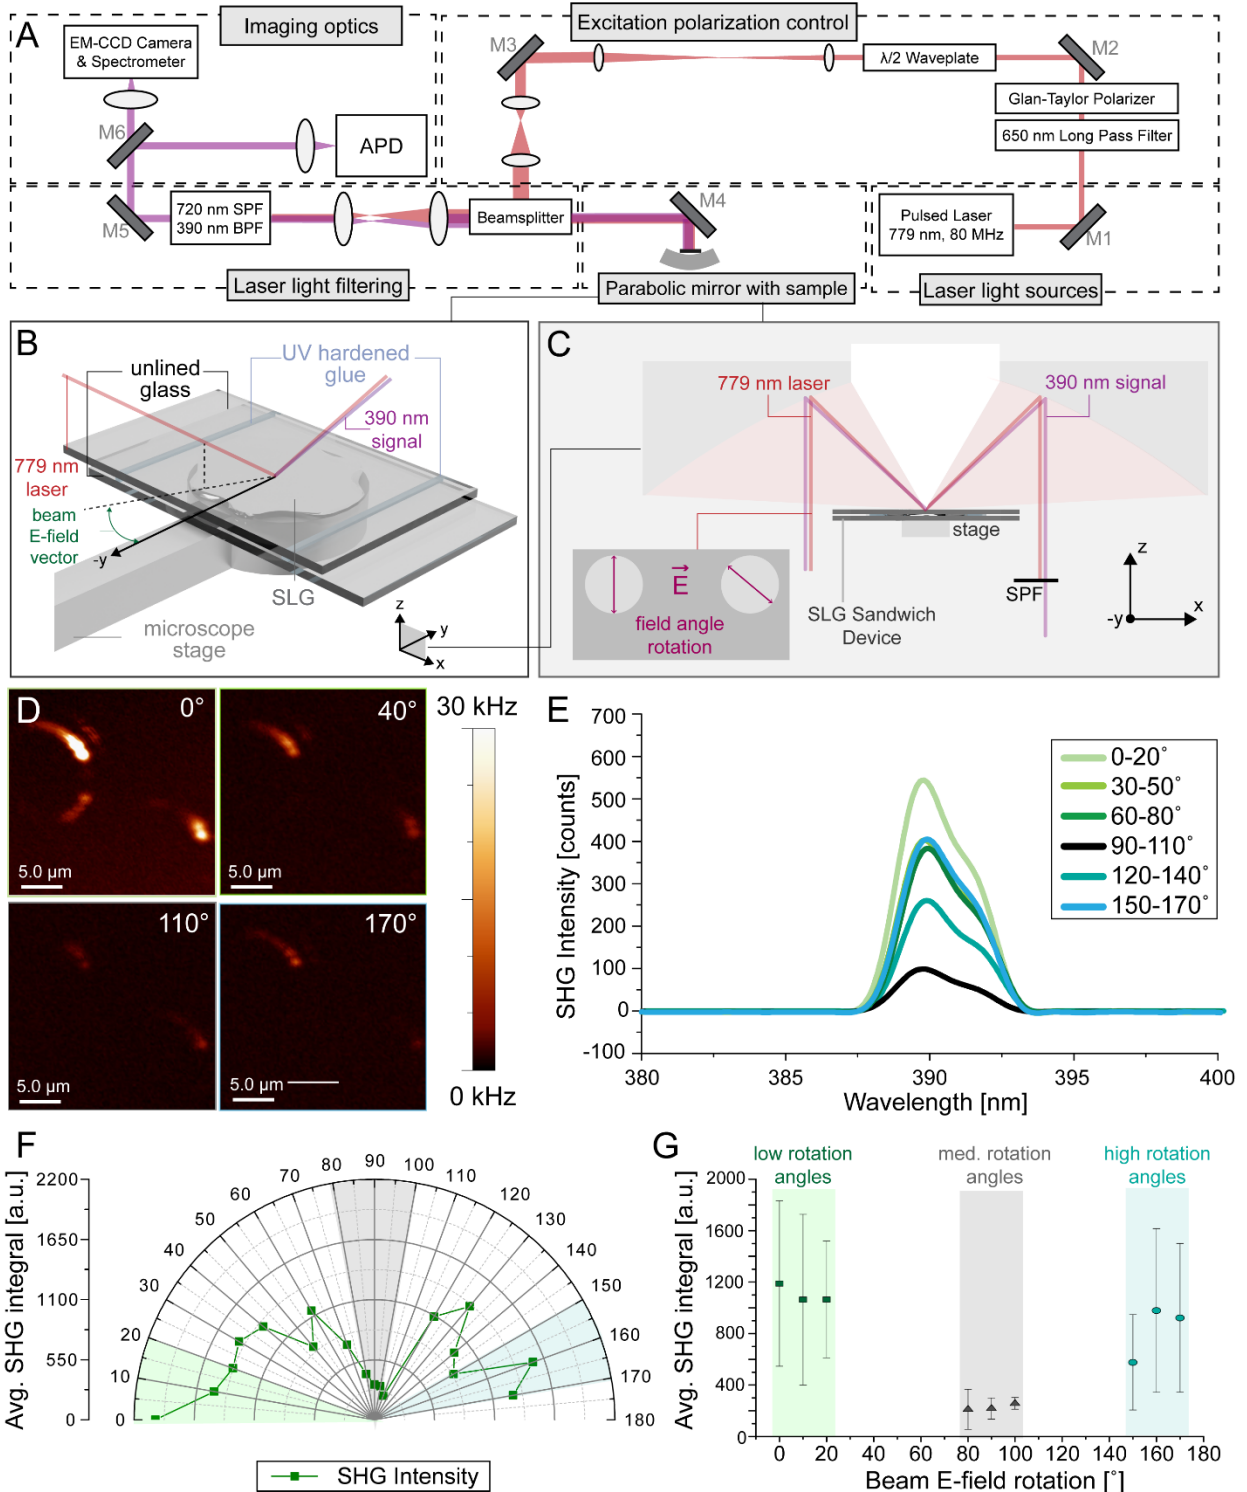 A
Imaging optics
EM-CCD Camera
& Spectrometer
M6
APD
Excitation polarization control
M3
λ/2 Waveplate
M2
Glan-Taylor Polarizer
650 nm Long Pass Filter
M5
720 nm SPF
390 nm BPF
Beamsplitter
M4
Pulsed Laser
779 nm, 80 MHz
M1
Laser light filtering
Parabolic mirror with sample
Laser light sources
B
unlined
glass
UV hardened
glue
390 nm
signal
779 nm
laser
beam
E-field
vector
-y
SLG
microscope
stage
z
y
x
C
779 nm laser
390 nm signal
stage
E
field angle
rotation
SLG Sandwich
Device
SPF
z
-y
x
D
0°
5.0 µm
40°
5.0 µm
110°
5.0 µm
170°
5.0 µm
30 kHz
0 kHz
E
SHG Intensity [counts]
700
600
500
400
300
200
100
0
-100
380
385
390
395
400
Wavelength [nm]
0-20°
30-50°
60-80°
90-110°
120-140°
150-170°
F
Avg. SHG integral [a.u.]
2200
1650
1100
550
0
0
10
20
30
40
50
60
70
80
90
100
110
120
130
140
150
160
170
180
SHG Intensity
G
low rotation
angles
med. rotation
angles
high rotation
angles
Avg. SHG integral [a.u.]
2000
1600
1200
800
400
0
0
20
40
60
80
100
120
140
160
180
Beam E-field rotation [°]